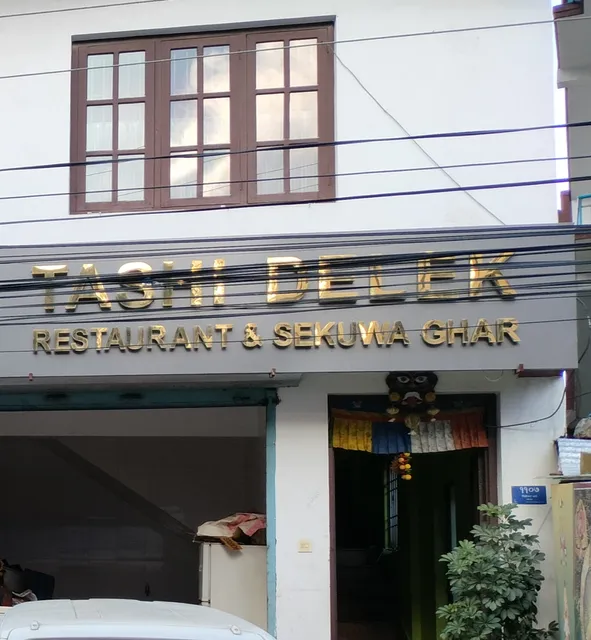 TASHI DELEK
RESTAURANT & SEKUWA GHAR